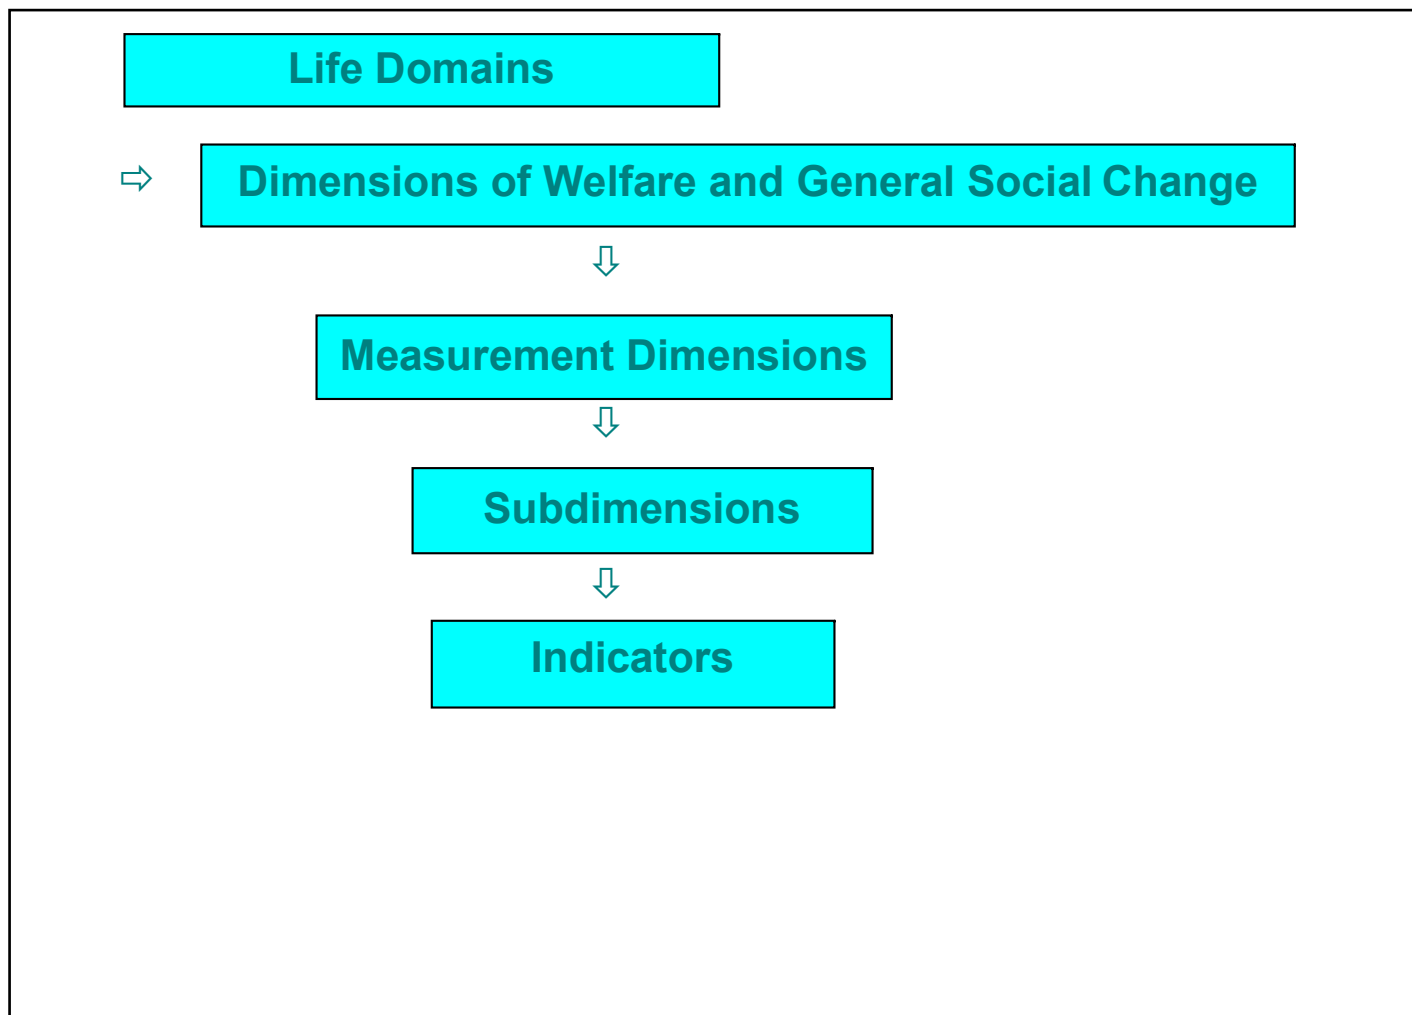 Life Domains
Dimensions of Welfare and General Social Change
Measurement Dimensions
Subdimensions
Indicators